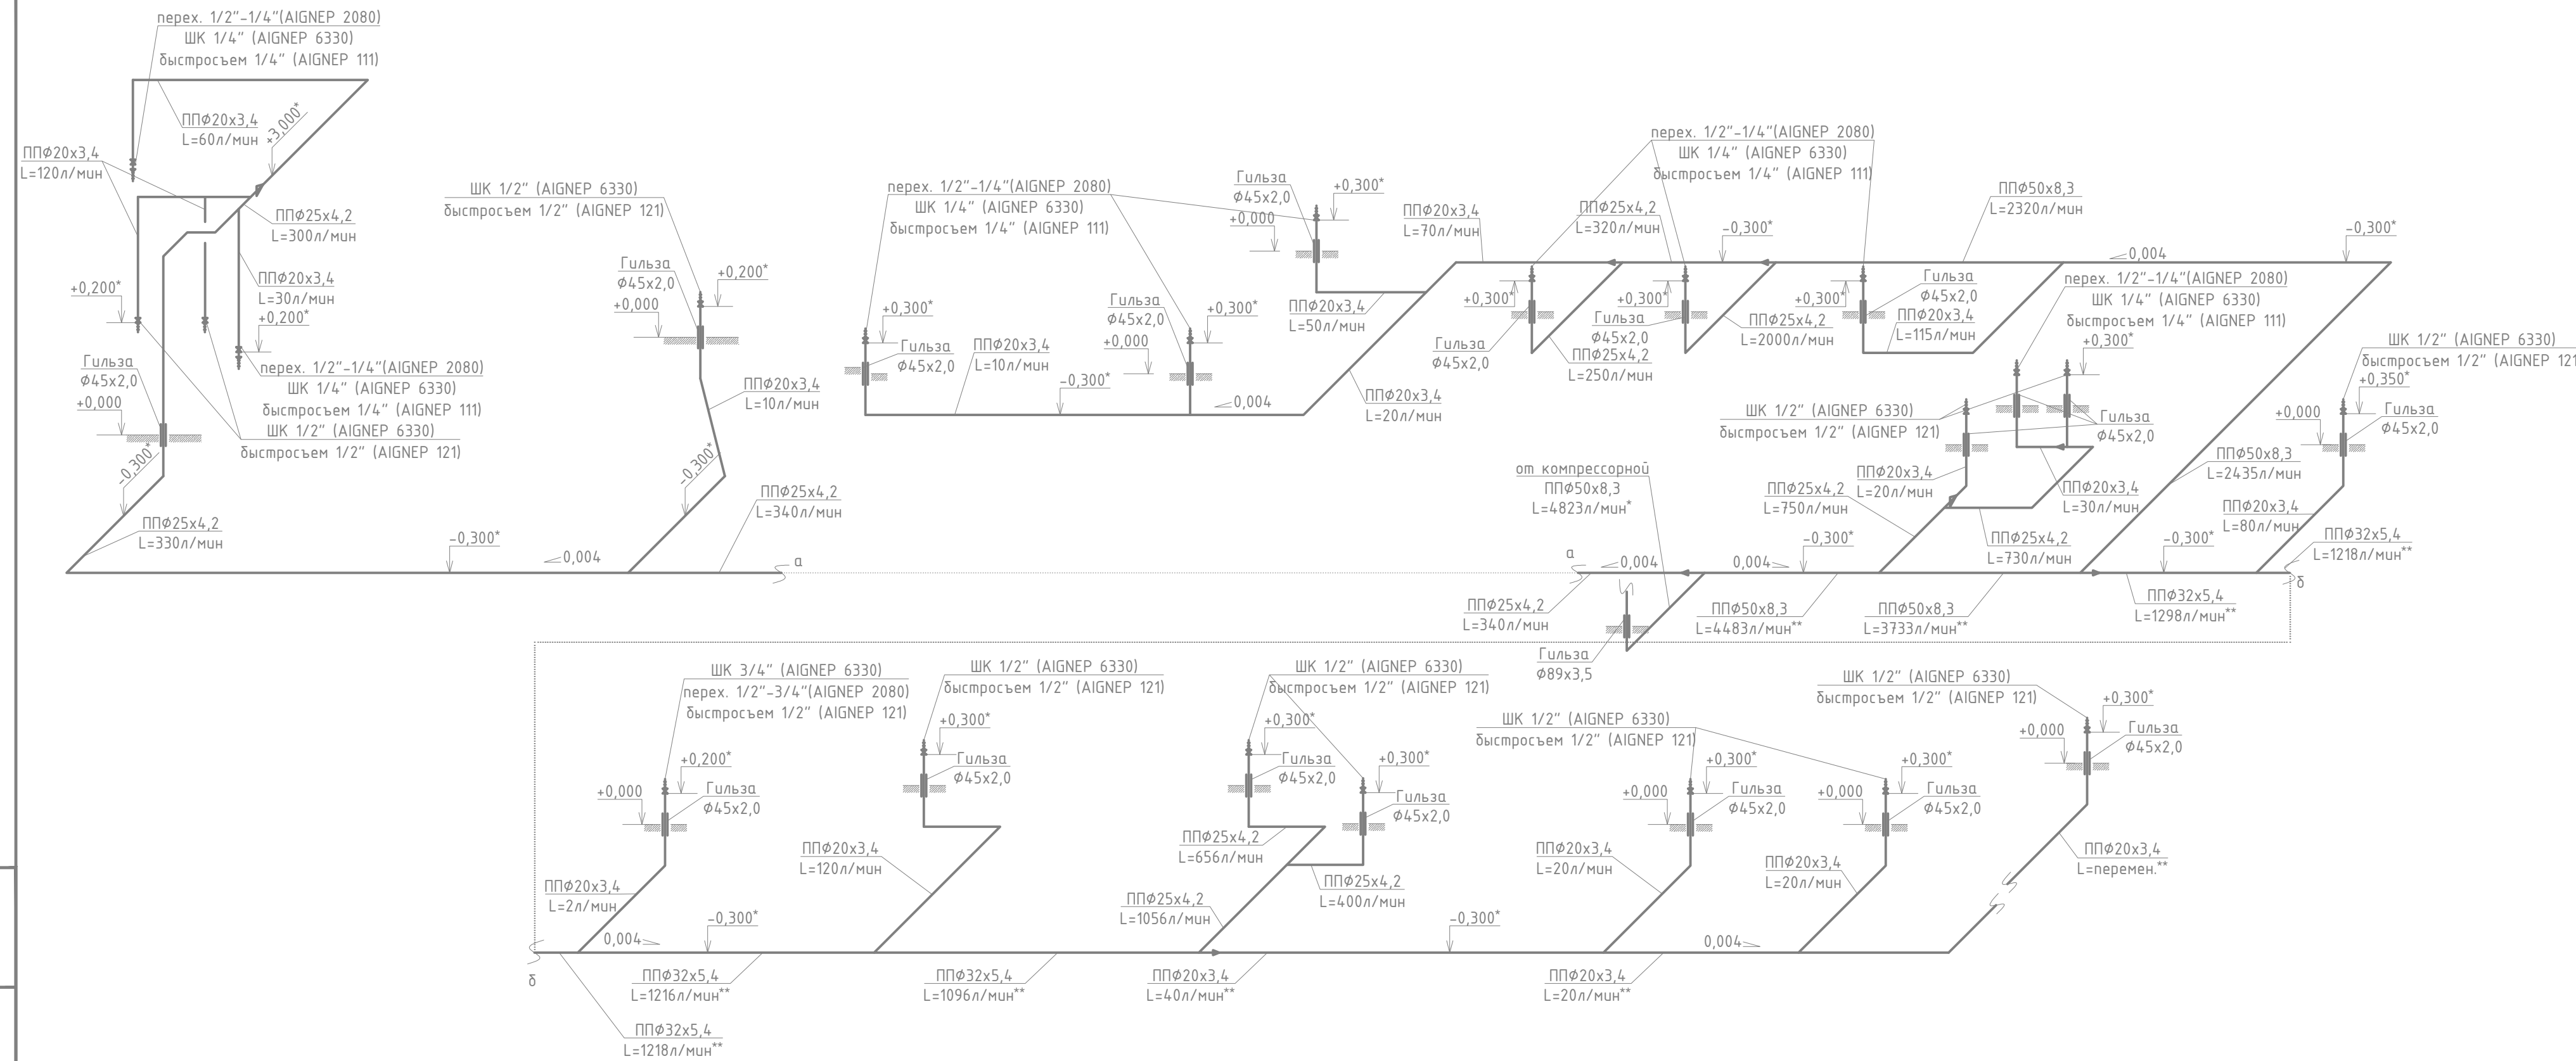 перех. 1/2"-1/4"(AIGNEP 2080)
ШК 1/4" (AIGNEP 6330)
быстросъем 1/4" (AIGNEP 111)
ППФ20х3,4
L=60л/мин
+3,000*
ППФ20х3,4
L=120л/мин
ППФ25х4,2
L=300л/мин
ППФ20х3,4
L=30л/мин
+0,200*
+0,200*
Гильза
Ф45х2,0
+0,000
перех. 1/2"-1/4"(AIGNEP 2080)
ШК 1/4" (AIGNEP 6330)
быстросъем 1/4" (AIGNEP 111)
ШК 1/2" (AIGNEP 6330)
быстросъем 1/2" (AIGNEP 121)
-0,300*
ППФ25х4,2
L=330л/мин
-0,300*
0,004
ШК 1/2" (AIGNEP 6330)
быстросъем 1/2" (AIGNEP 121)
Гильза
Ф45х2,0
+0,000
+0,200*
ППФ20х3,4
L=10л/мин
-0,300*
ППФ25х4,2
L=340л/мин
а
перех. 1/2"-1/4"(AIGNEP 2080)
ШК 1/4" (AIGNEP 6330)
быстросъем 1/4" (AIGNEP 111)
+0,300*
Гильза
Ф45х2,0
ППФ20х3,4
L=10л/мин
-0,300*
Гильза
Ф45х2,0
+0,000
+0,300*
0,004
Гильза
Ф45х2,0
+0,000
+0,300*
ППФ20х3,4
L=50л/мин
ППФ20х3,4
L=20л/мин
ППФ20х3,4
L=70л/мин
перех. 1/2"-1/4"(AIGNEP 2080)
ШК 1/4" (AIGNEP 6330)
быстросъем 1/4" (AIGNEP 111)
ППФ25х4,2
L=320л/мин
-0,300*
ППФ50х8,3
L=2320л/мин
0,004
-0,300*
+0,300*
Гильза
Ф45х2,0
ППФ25х4,2
L=250л/мин
+0,300*
Гильза
Ф45х2,0
ППФ25х4,2
L=2000л/мин
+0,300*
Гильза
Ф45х2,0
ППФ20х3,4
L=115л/мин
перех. 1/2"-1/4"(AIGNEP 2080)
ШК 1/4" (AIGNEP 6330)
быстросъем 1/4" (AIGNEP 111)
+0,300*
ШК 1/2" (AIGNEP 6330)
быстросъем 1/2" (AIGNEP 121)
Гильза
Ф45х2,0
ППФ20х3,4
L=20л/мин
ППФ25х4,2
L=750л/мин
ППФ20х3,4
L=30л/мин
ППФ25х4,2
L=730л/мин
ППФ50х8,3
L=2435л/мин
ШК 1/2" (AIGNEP 6330)
быстросъем 1/2" (AIGNEP 121
+0,350*
+0,000
Гильза
Ф45х2,0
ППФ20х3,4
L=80л/мин
ППФ32х5,4
L=1218л/мин**
от компрессорной
ППФ50х8,3
L=4823л/мин*
а
0,004
0,004
-0,300*
-0,300*
б
ППФ25х4,2
L=340л/мин
Гильза
Ф89х3,5
ППФ50х8,3
L=4483л/мин**
ППФ50х8,3
L=3733л/мин**
ППФ32х5,4
L=1298л/мин**
ШК 3/4" (AIGNEP 6330)
перех. 1/2"-3/4"(AIGNEP 2080)
быстросъем 1/2" (AIGNEP 121)
+0,200*
+0,000
Гильза
Ф45х2,0
ППФ20х3,4
L=2л/мин
0,004
-0,300*
б
ППФ32х5,4
L=1216л/мин**
ППФ32х5,4
L=1218л/мин**
ШК 1/2" (AIGNEP 6330)
быстросъем 1/2" (AIGNEP 121)
+0,300*
Гильза
Ф45х2,0
ППФ20х3,4
L=120л/мин
ППФ32х5,4
L=1096л/мин**
ШК 1/2" (AIGNEP 6330)
быстросъем 1/2" (AIGNEP 121)
+0,300*
Гильза
Ф45х2,0
+0,300*
Гильза
Ф45х2,0
ППФ25х4,2
L=656л/мин
ППФ25х4,2
L=400л/мин
ППФ25х4,2
L=1056л/мин
-0,300*
ППФ20х3,4
L=40л/мин**
ШК 1/2" (AIGNEP 6330)
быстросъем 1/2" (AIGNEP 121)
+0,300*
+0,000
Гильза
Ф45х2,0
ППФ20х3,4
L=20л/мин
+0,300*
+0,000
Гильза
Ф45х2,0
ППФ20х3,4
L=20л/мин
0,004
ППФ20х3,4
L=20л/мин**
ШК 1/2" (AIGNEP 6330)
быстросъем 1/2" (AIGNEP 121)
+0,300*
+0,000
Гильза
Ф45х2,0
ППФ20х3,4
L=перемен.**